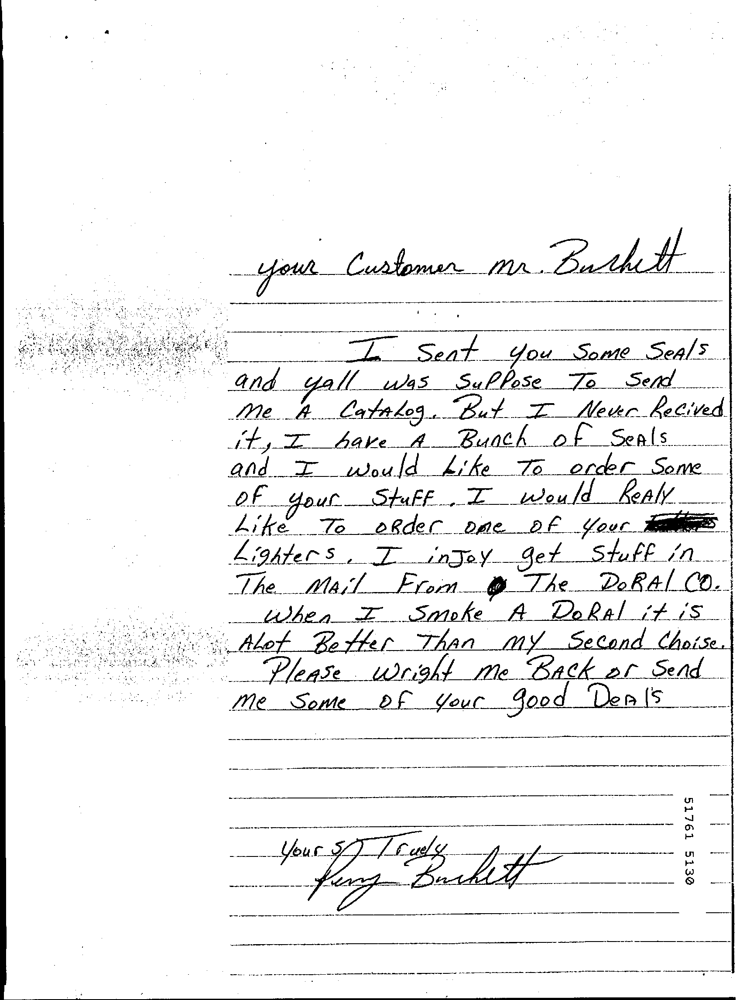 your Customer mr. Burkett
I Sent you Some SeAls
and yall was SuPPose To Send
me A CatALog. But I Never Recived
it, I have A Bunch of SeAls
and I would Like To order Some
of your StuFF. I would ReAly
Like To oRder one of your
Lighters. I inJoy get Stuff in
The MAil From The DoRAl CO.
When I Smoke A DoRAl it is
ALot Better Than my Second Choise.
PleAse wright me BAck or Send
me Some of your good DeAl's
Your's Truely
Perry Burkett
51761 5130